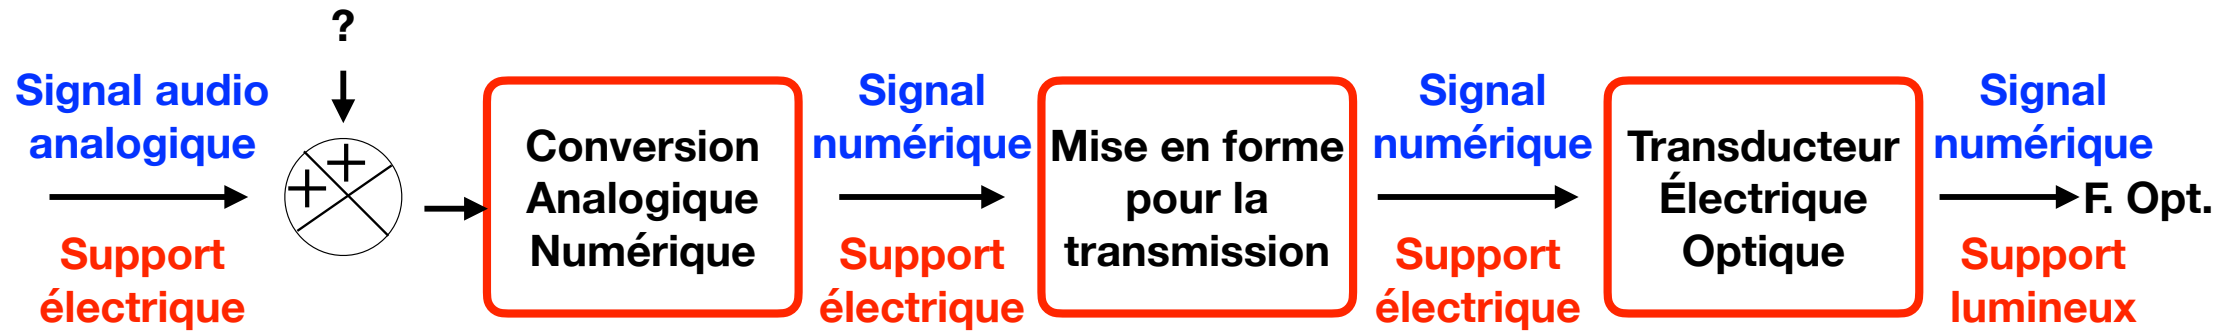 ?
Signal audio
analogique
+
+
Support
électrique
Conversion
Analogique
Numérique
Signal
numérique
Support
électrique
Mise en forme
pour la
transmission
Signal
numérique
Support
électrique
Transducteur
Électrique
Optique
Signal
numérique
F. Opt.
Support
lumineux